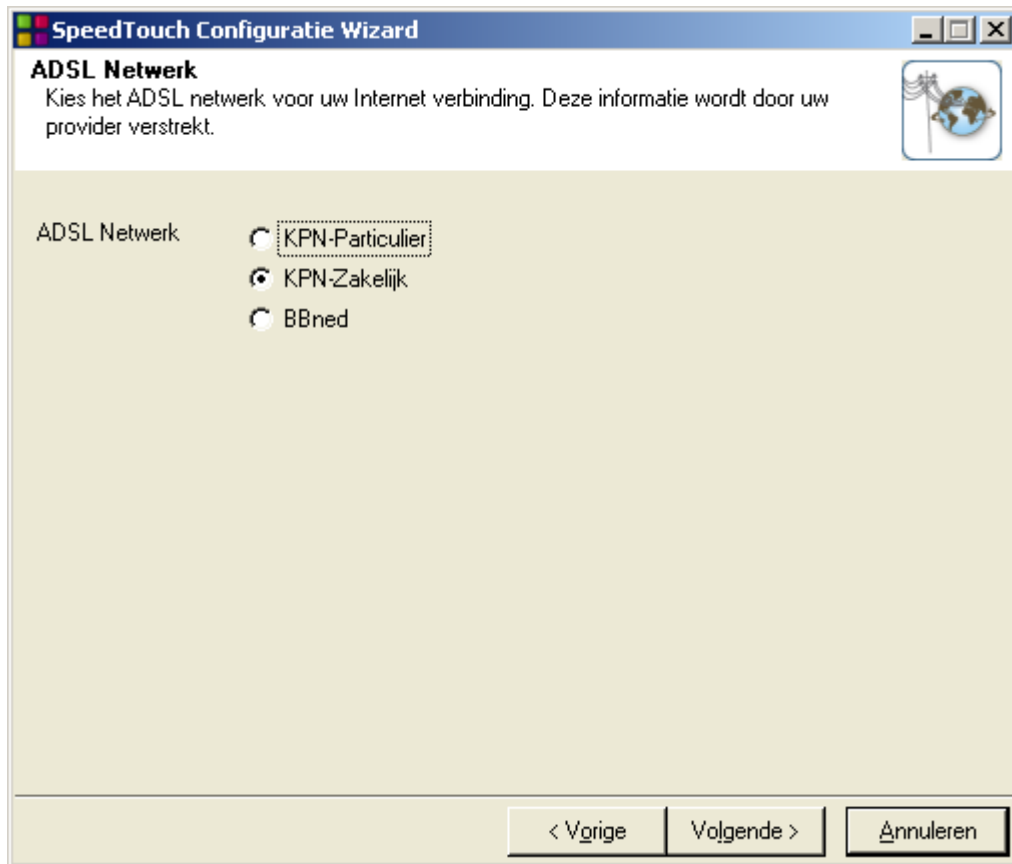 SpeedTouch Configuratie Wizard
ADSL Netwerk
Kies het ADSL netwerk voor uw Internet verbinding. Deze informatie wordt door uw
provider verstrekt.
ADSL Netwerk
KPN-Particulier
KPN-Zakelijk
BBned
< Vorige
Volgende >
Annuleren